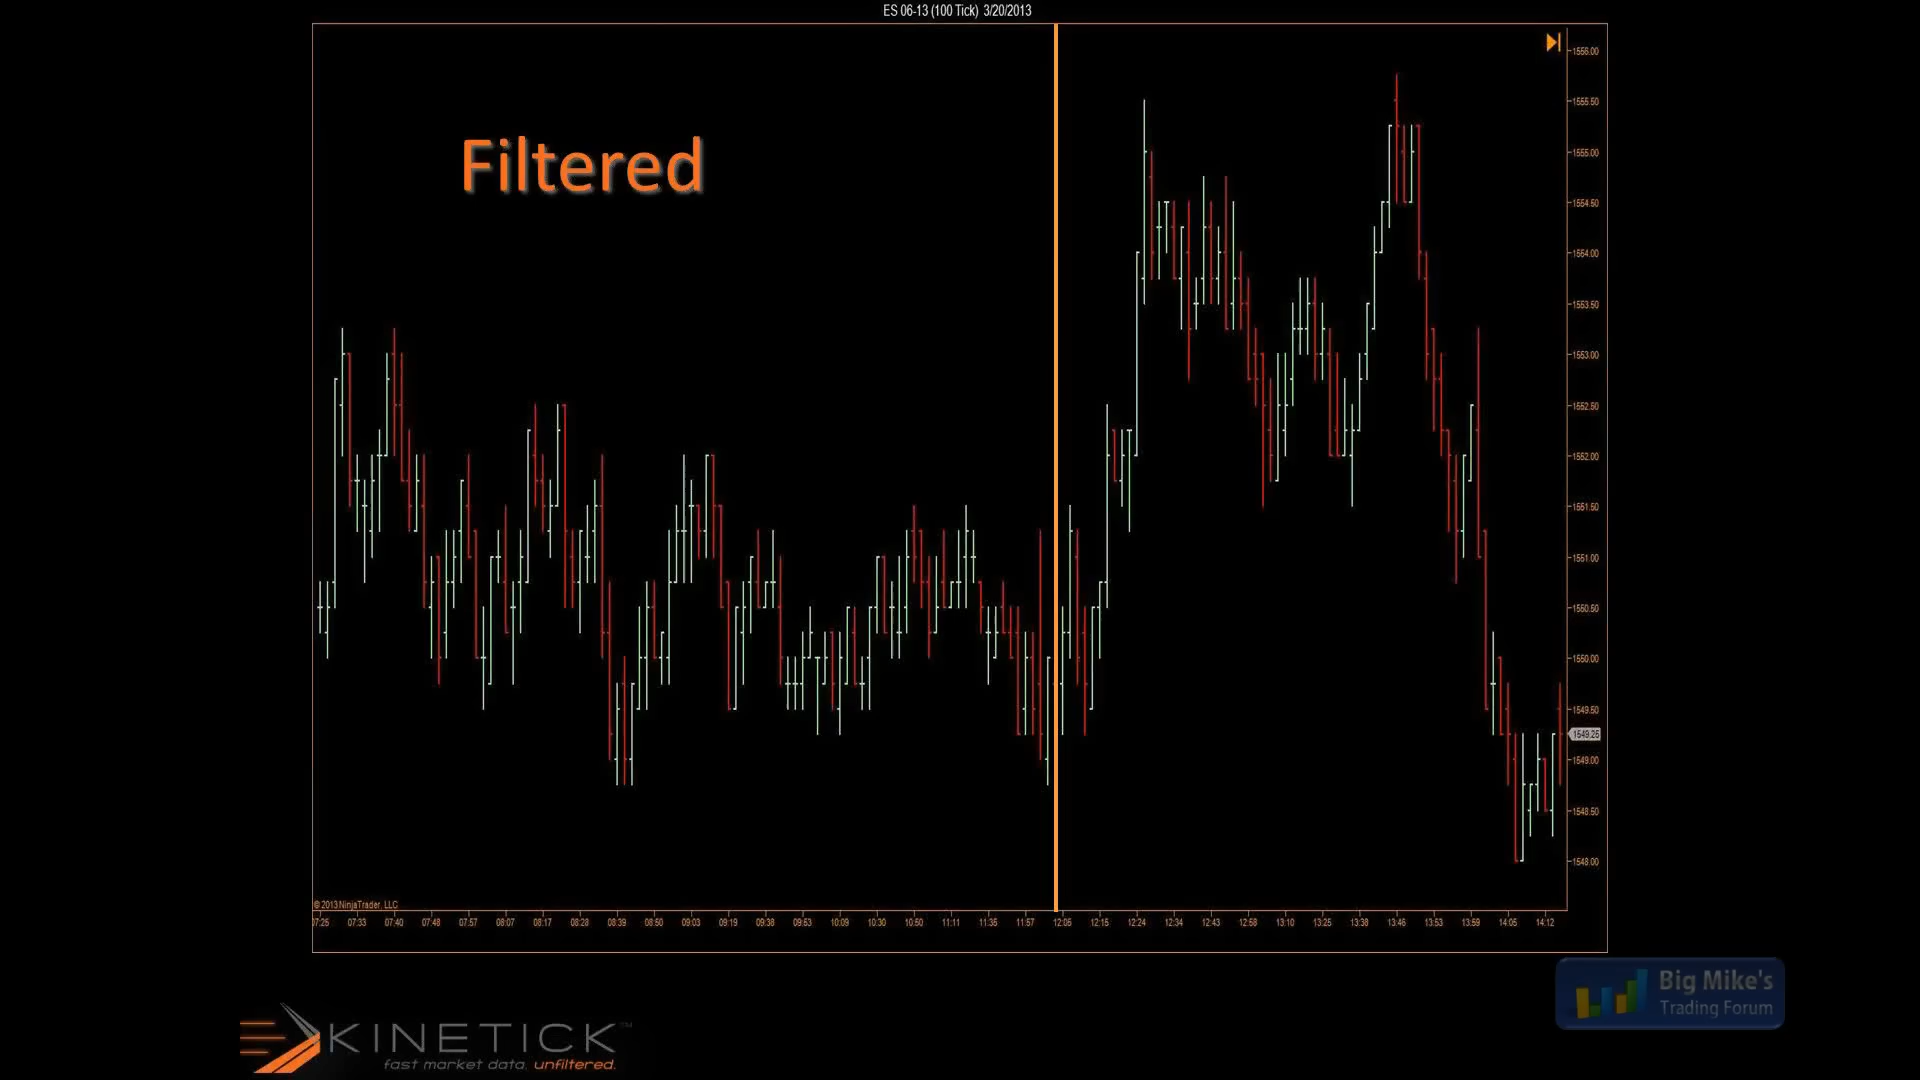 ES 06-13 (100 Tick) 3/20/2013
Filtered
1556.00
1555.50
1555.00
1554.50
1554.00
1553.50
1553.00
1552.50
1552.00
1551.50
1551.00
1550.50
1550.00
1549.50
1549.25
1549.00
1548.50
1548.00
© 2013 NinjaTrader, LLC
07:25 07:33 07:40 07:48 07:57 08:07 08:17 08:28 08:39 08:50 09:03 09:19 09:38 09:53 10:09 10:30 10:50 11:11 11:35 11:57 12:05 12:15 12:24 12:34 12:43 12:58 13:10 13:25 13:38 13:46 13:53 13:59 14:05 14:12
Big Mike's
Trading Forum
KINETICK™
fast market data. unfiltered.